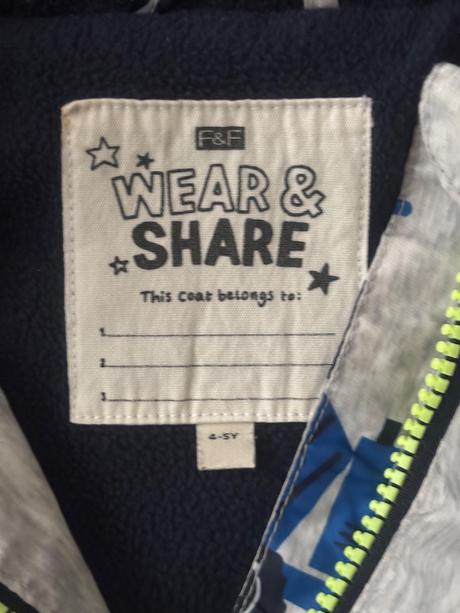 F&F
WEAR &
SHARE
This coat belongs to:
1
2
3
4-5Y